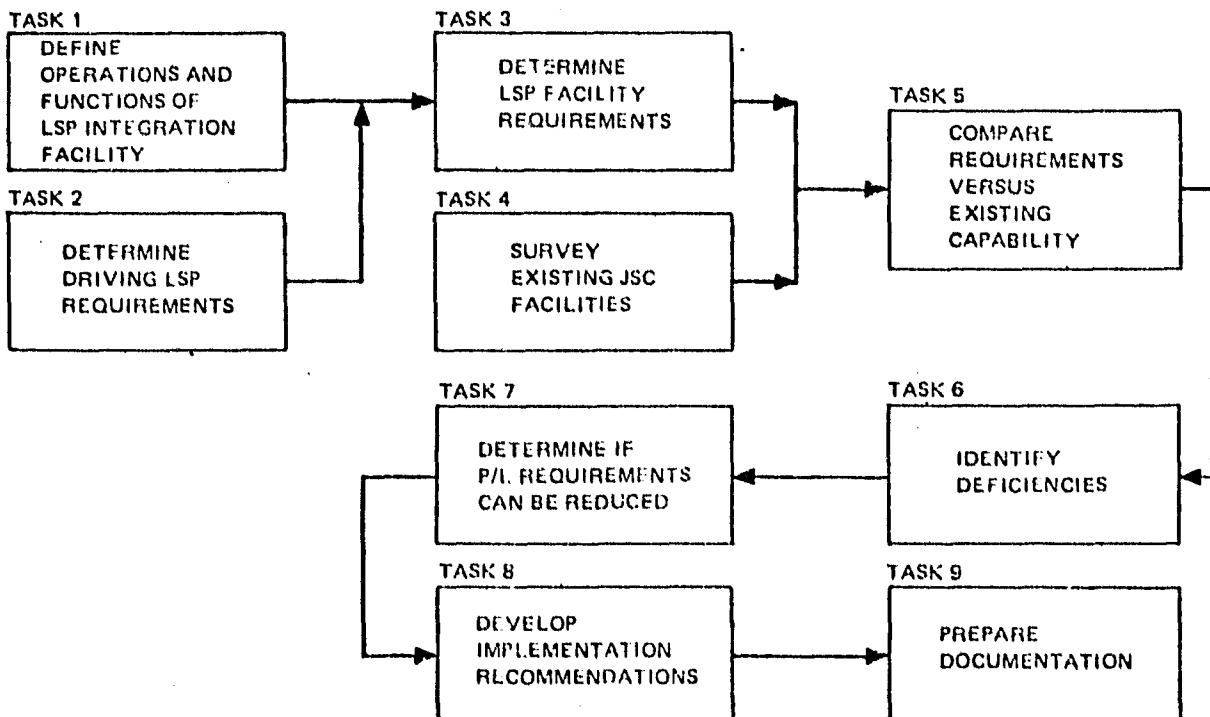 TASK 1
DEFINE
OPERATIONS AND
FUNCTIONS OF
LSP INTEGRATION
FACILITY
TASK 2
DETERMINE
DRIVING LSP
REQUIREMENTS
TASK 3
DETERMINE
LSP FACILITY
REQUIREMENTS
TASK 4
SURVEY
EXISTING JSC
FACILITIES
TASK 5
COMPARE
REQUIREMENTS
VERSUS
EXISTING
CAPABILITY
TASK 6
IDENTIFY
DEFICIENCIES
TASK 7
DETERMINE IF
P/L REQUIREMENTS
CAN BE REDUCED
TASK 8
DEVELOP
IMPLEMENTATION
RECOMMENDATIONS
TASK 9
PREPARE
DOCUMENTATION